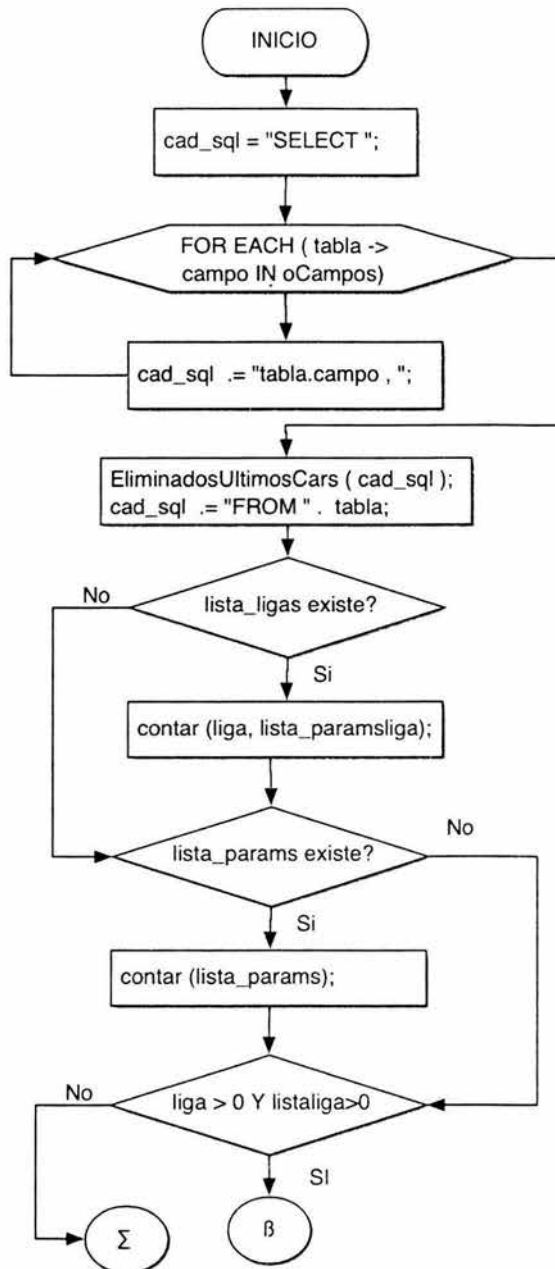 INICIO
cad_sql = "SELECT ";
FOR EACH ( tabla ->
campo IN oCampos)
cad_sql .= "tabla.campo , ";
EliminadosUltimosCars ( cad_sql );
cad_sql .= "FROM " . tabla;
No
lista_ligas existe?
Si
contar (liga, lista_paramsliga);
No
lista_params existe?
Si
contar (lista_params);
No
liga > 0 Y listaliga>0
SI
Σ
ß